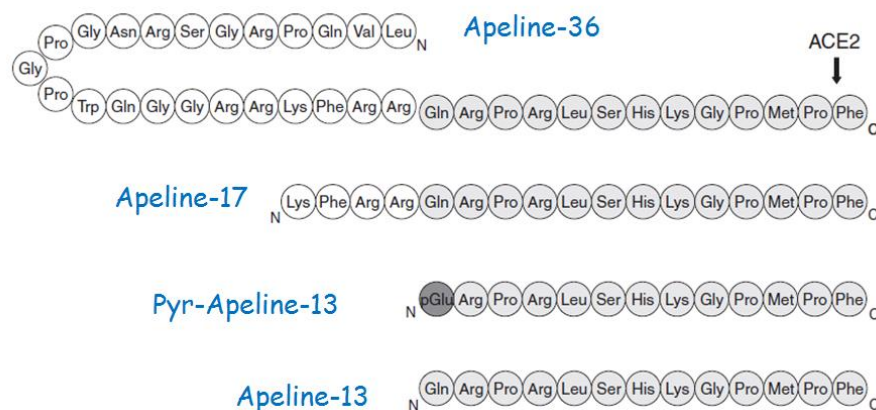 Gly Asn Arg Ser Gly Arg Pro Gln Val Leu N Apeline-36
Pro
Gly
Pro
ACE2
Trp Gln Gly Gly Arg Arg Lys Phe Arg Arg Gln Arg Pro Arg Leu Ser His Lys Gly Pro Met Pro Phe C
Apeline-17 N Lys Phe Arg Arg Gln Arg Pro Arg Leu Ser His Lys Gly Pro Met Pro Phe C
Pyr-Apeline-13 N pGlu Arg Pro Arg Leu Ser His Lys Gly Pro Met Pro Phe C
Apeline-13 N Gln Arg Pro Arg Leu Ser His Lys Gly Pro Met Pro Phe C